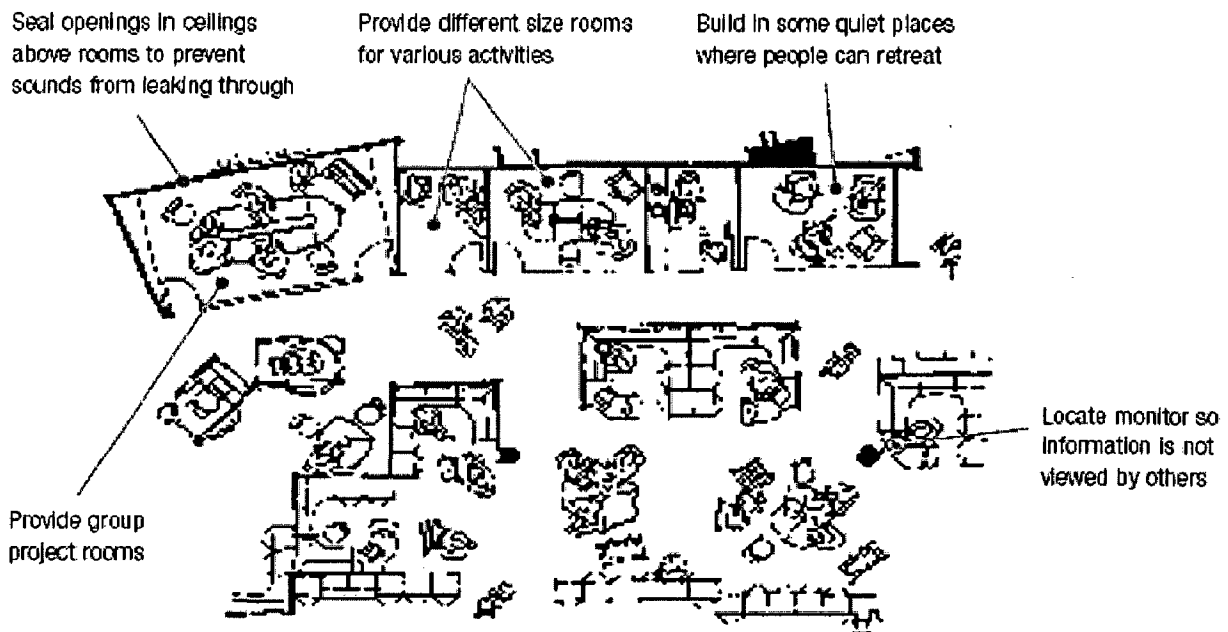 Seal openings in ceilings
above rooms to prevent
sounds from leaking through
Provide different size rooms
for various activities
Build in some quiet places
where people can retreat
Locate monitor so
information is not
viewed by others
Provide group
project rooms